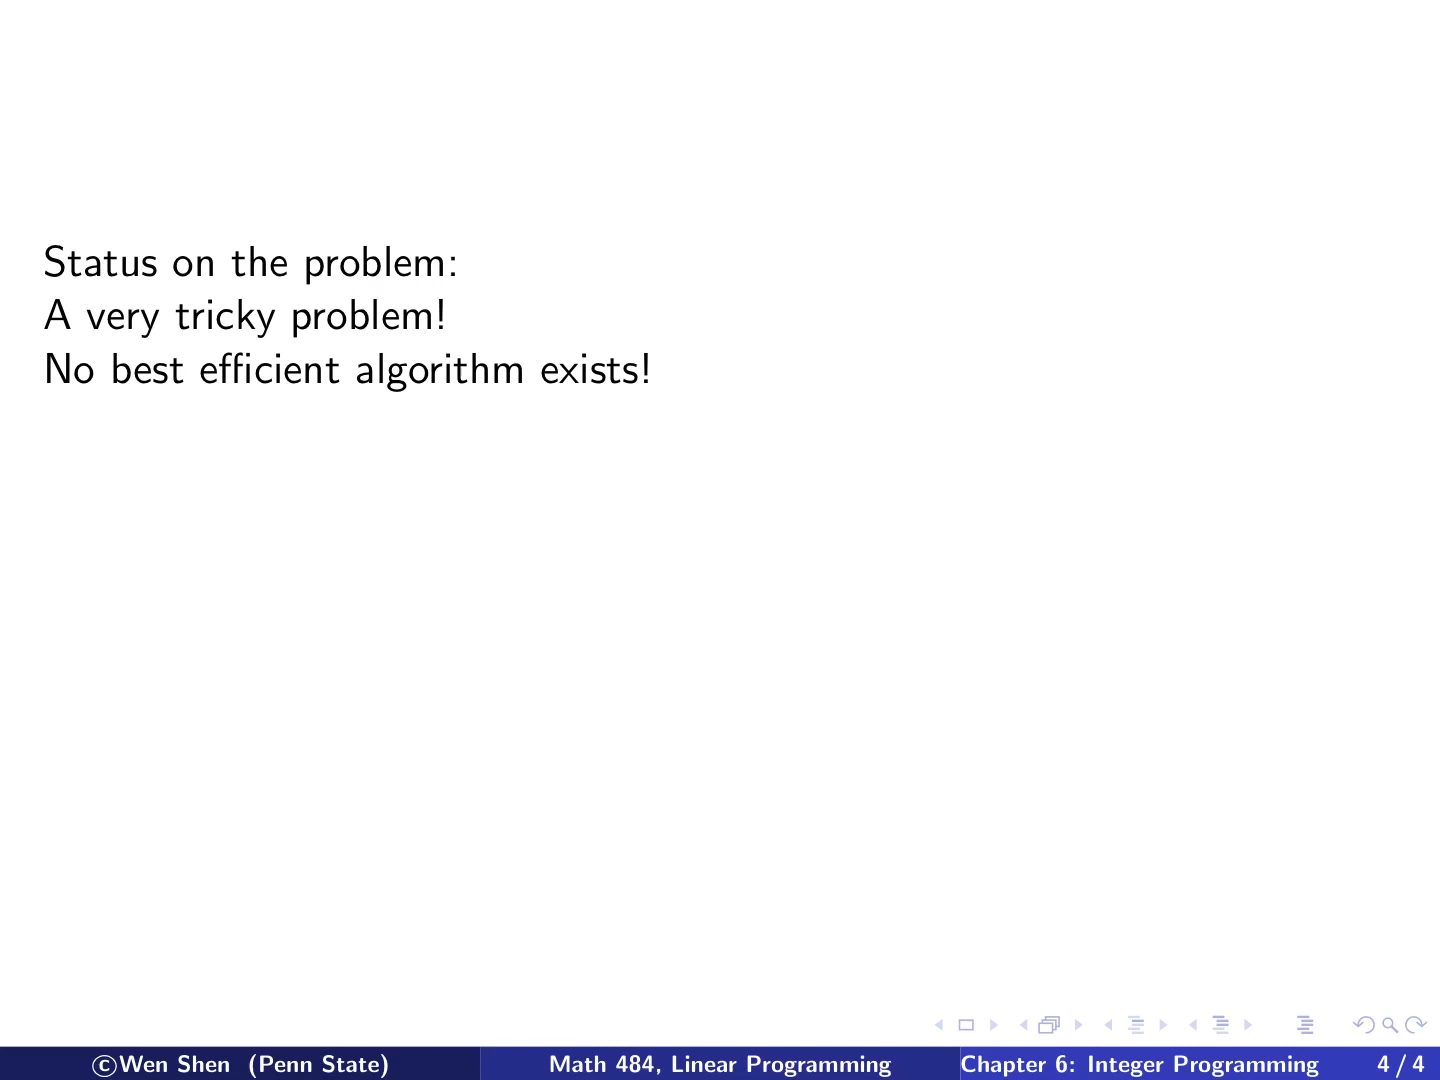 Status on the problem:
A very tricky problem!
No best efficient algorithm exists!
©Wen Shen (Penn State)
Math 484, Linear Programming
Chapter 6: Integer Programming
4 / 4